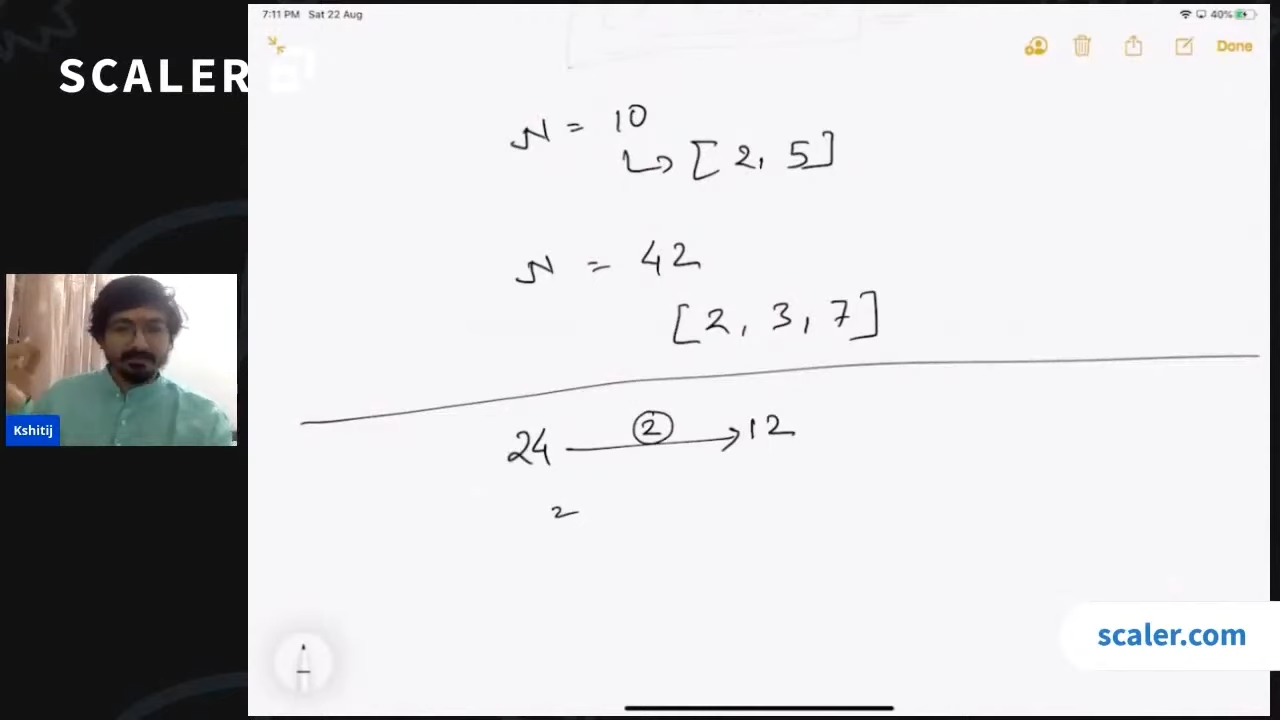 7:11 PM Sat 22 Aug
40%
SCALER
Done
N = 10
↳ [2, 5]
N = 42
[2, 3, 7]
24 —②→ 12
2
Kshitij
scaler.com